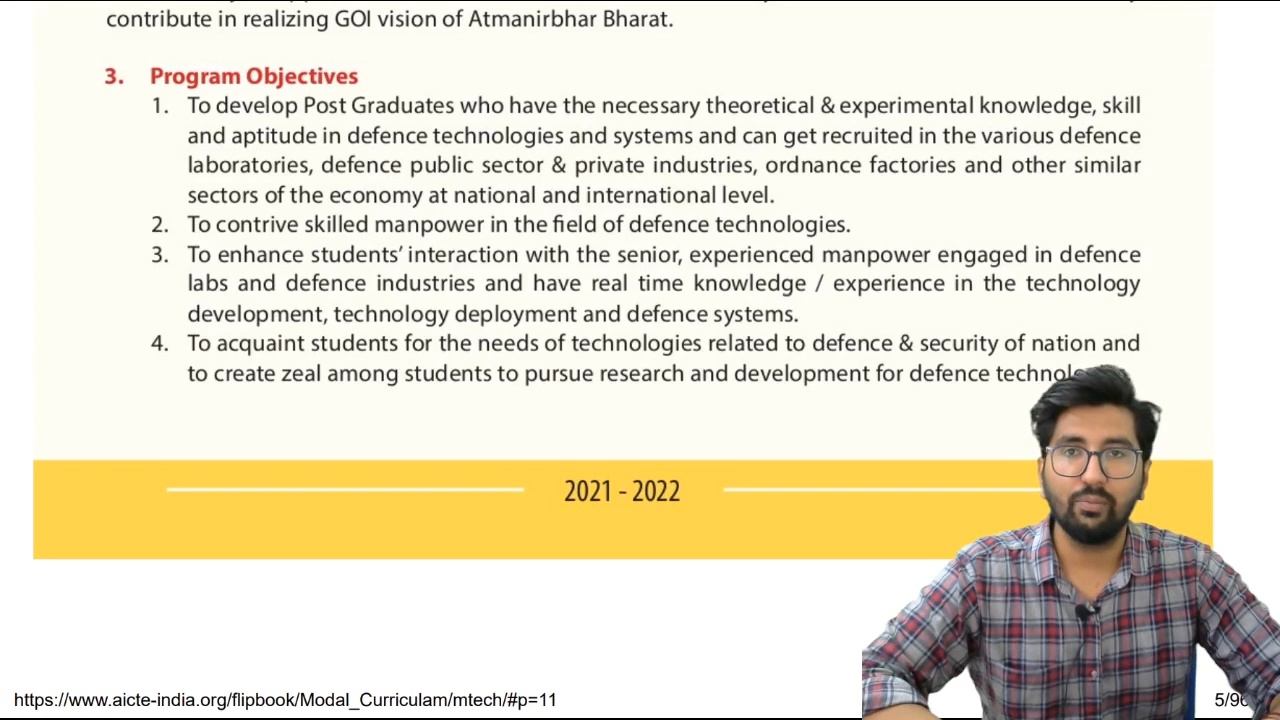 contribute in realizing GOI vision of Atmanirbhar Bharat.
3. Program Objectives
1. To develop Post Graduates who have the necessary theoretical & experimental knowledge, skill
and aptitude in defence technologies and systems and can get recruited in the various defence
laboratories, defence public sector & private industries, ordnance factories and other similar
sectors of the economy at national and international level.
2. To contrive skilled manpower in the field of defence technologies.
3. To enhance students' interaction with the senior, experienced manpower engaged in defence
labs and defence industries and have real time knowledge / experience in the technology
development, technology deployment and defence systems.
4. To acquaint students for the needs of technologies related to defence & security of nation and
to create zeal among students to pursue research and development for defence
2021 - 2022
https://www.aicte-india.org/flipbook/Modal_Curriculum/mtech/#p=11